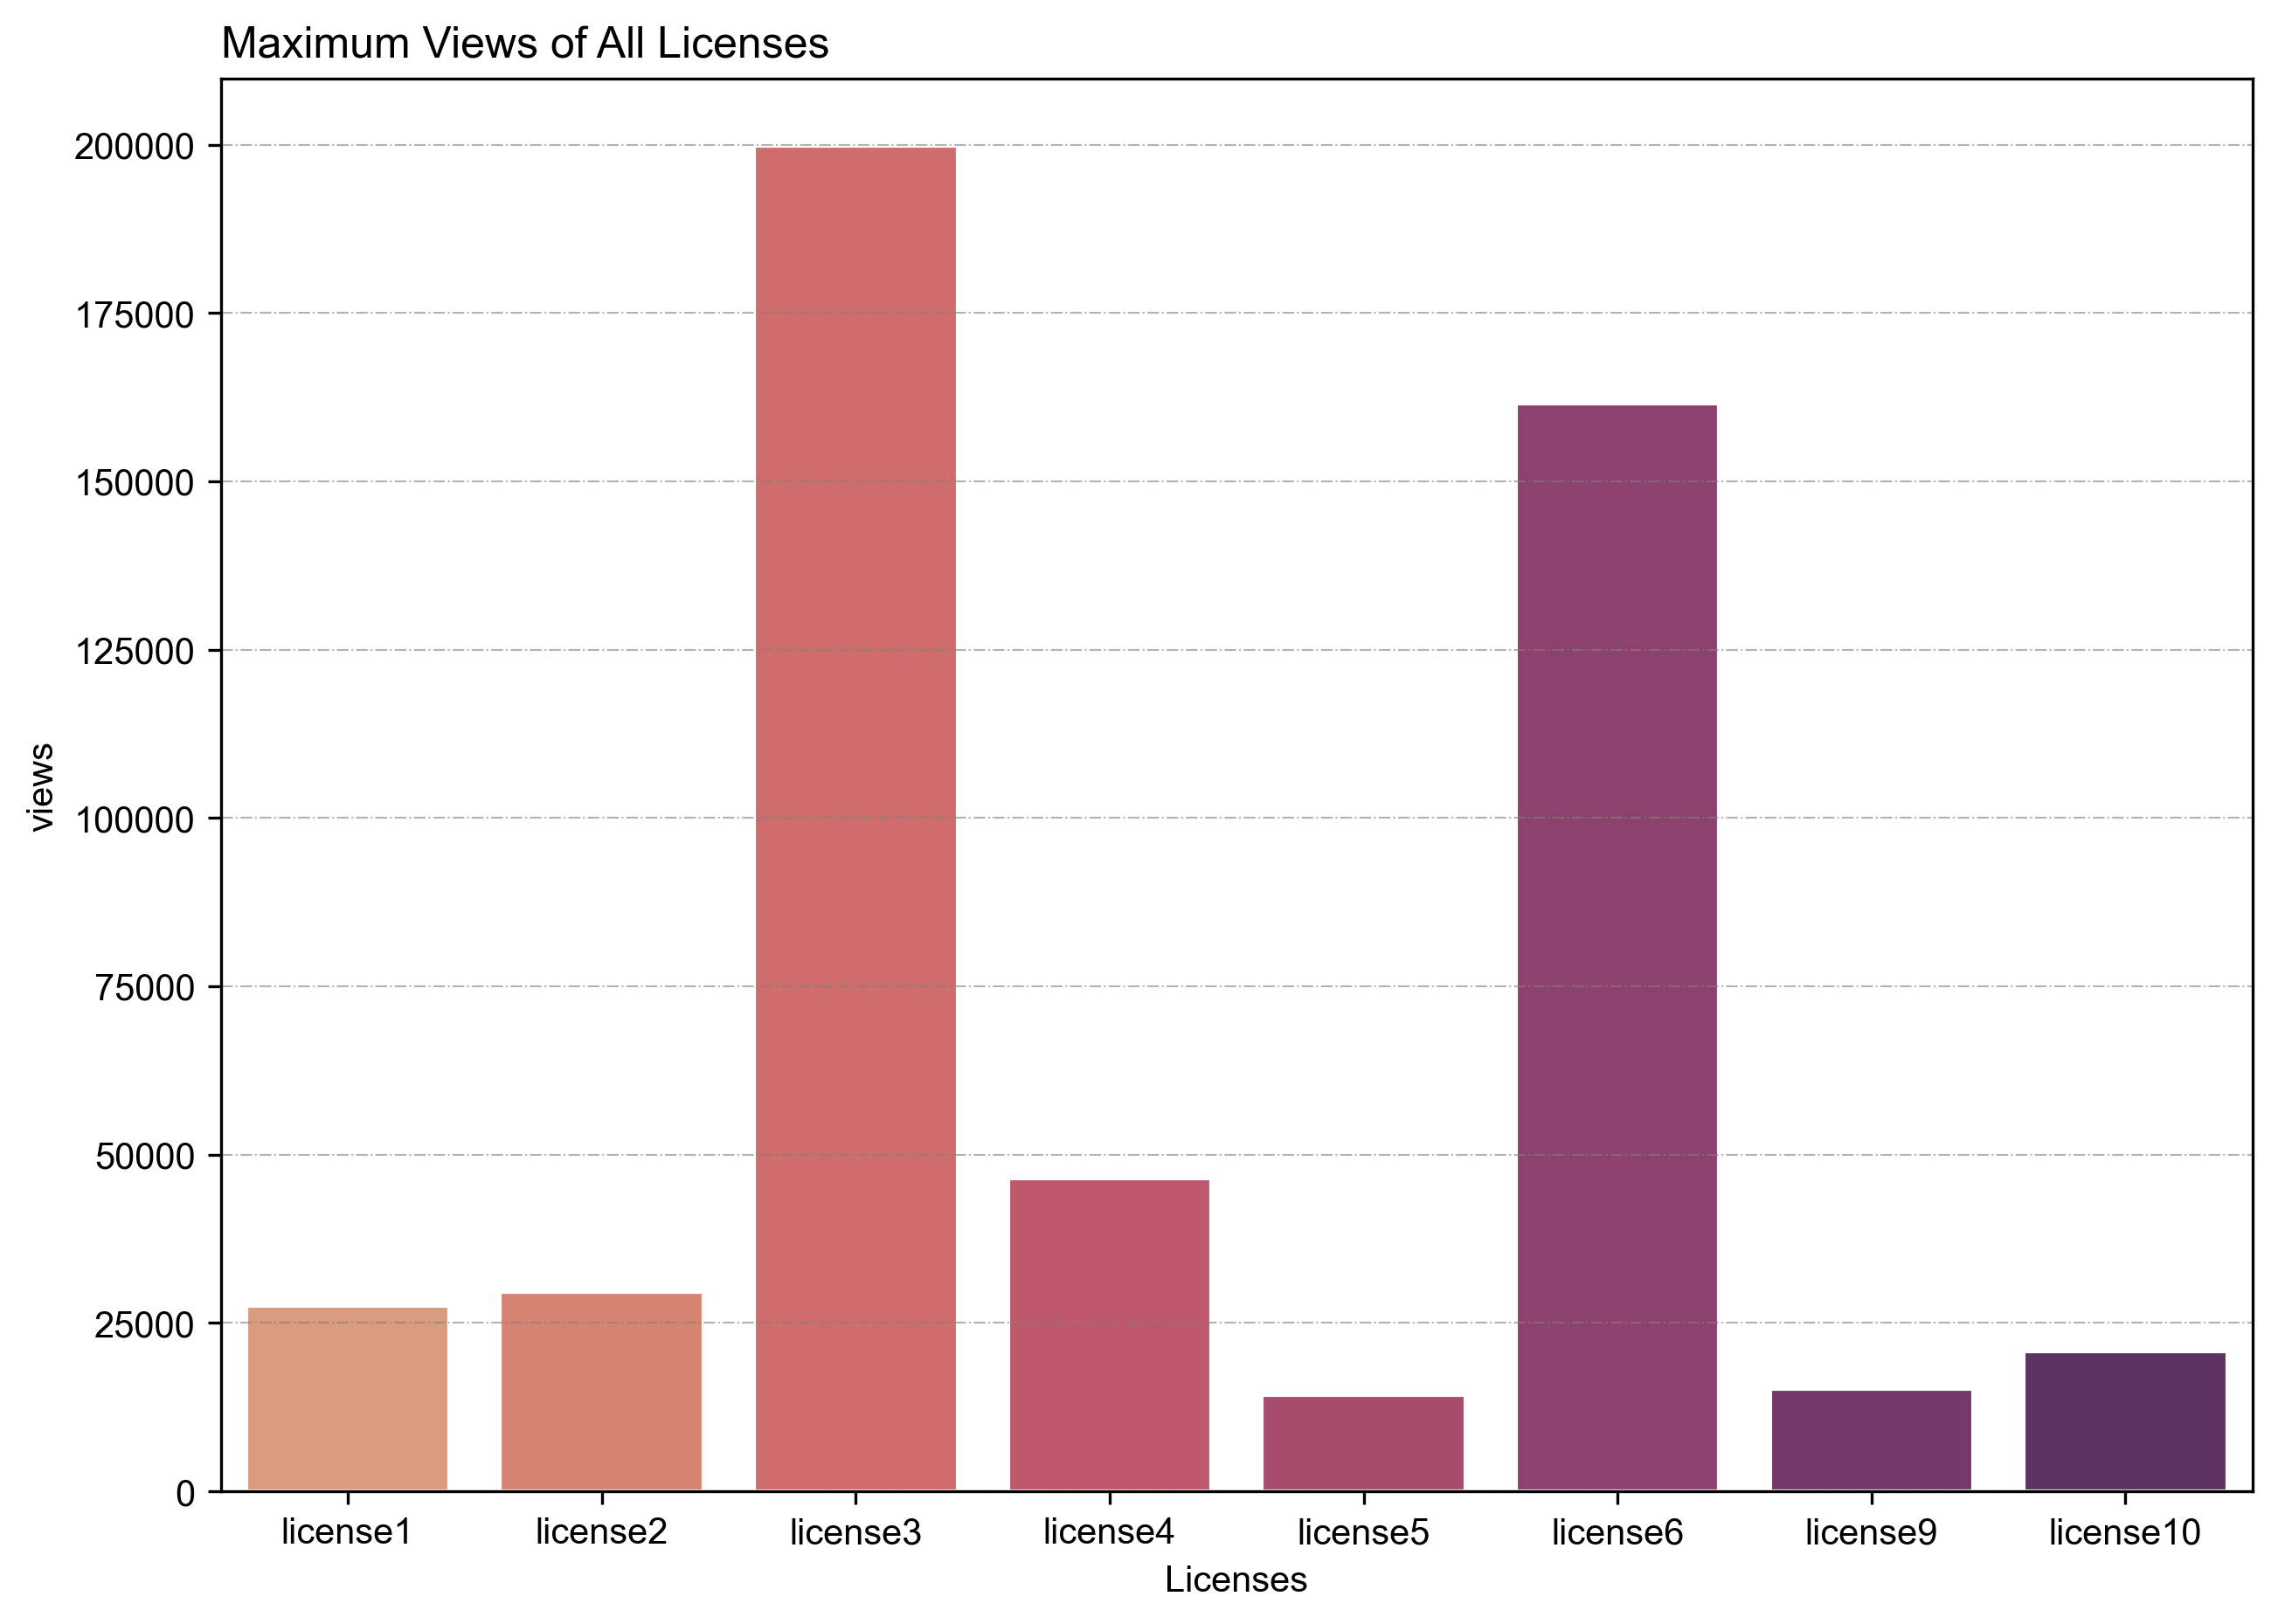 Maximum Views of All Licenses
200000
175000
150000
125000
100000
75000
50000
25000
0
views
license1 license2 license3 license4 license5 license6 license9 license10
Licenses